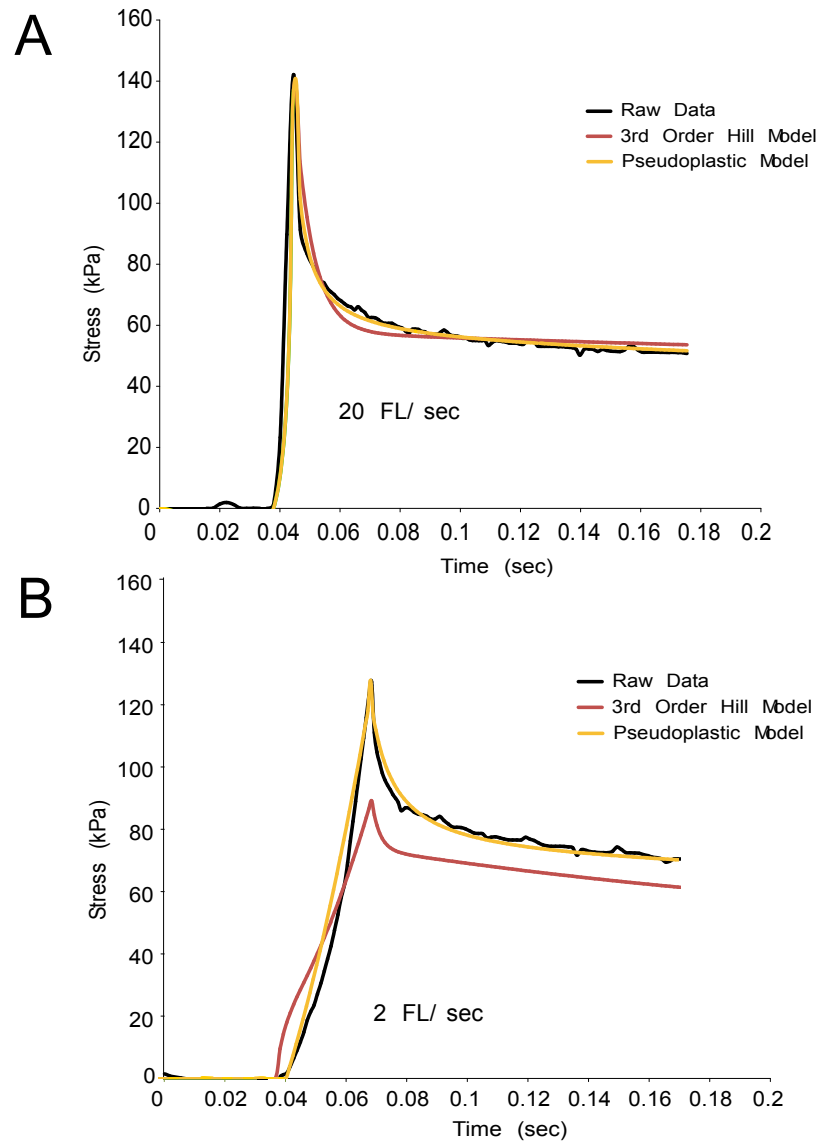 A
160
140
120
100
80
60
40
20
0
Stress (kPa)
Raw Data
3rd Order Hill Model
Pseudoplastic Model
20 FL/ sec
0 0.02 0.04 0.06 0.08 0.1 0.12 0.14 0.16 0.18 0.2
Time (sec)
B
160
140
120
100
80
60
40
20
0
Stress (kPa)
Raw Data
3rd Order Hill Model
Pseudoplastic Model
2 FL/ sec
0 0.02 0.04 0.06 0.08 0.1 0.12 0.14 0.16 0.18 0.2
Time (sec)